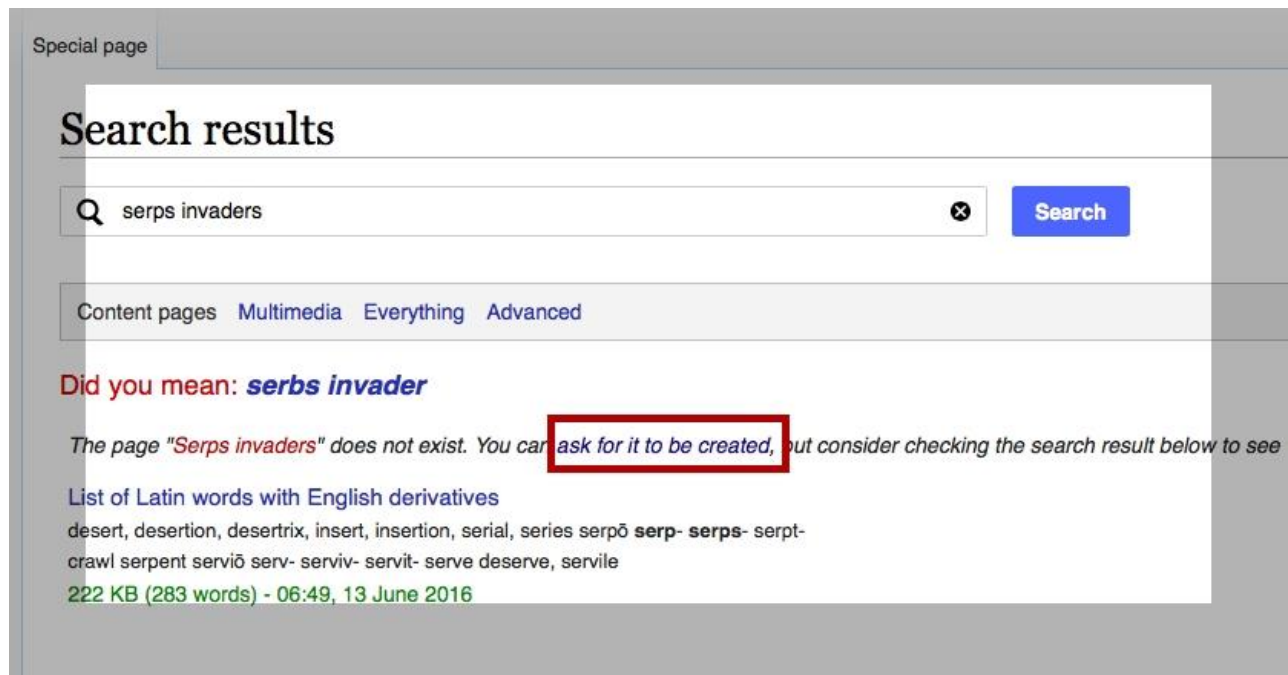 Special page
Search results
serps invaders
Search
Content pages Multimedia Everything Advanced
Did you mean: serbs invader
The page "Serps invaders" does not exist. You can ask for it to be created, but consider checking the search result below to see
List of Latin words with English derivatives
desert, desertion, desertrix, insert, insertion, serial, series serpō serp- serps- serpt-
crawl serpent serviō serv- serviv- servit- serve deserve, servile
222 KB (283 words) - 06:49, 13 June 2016